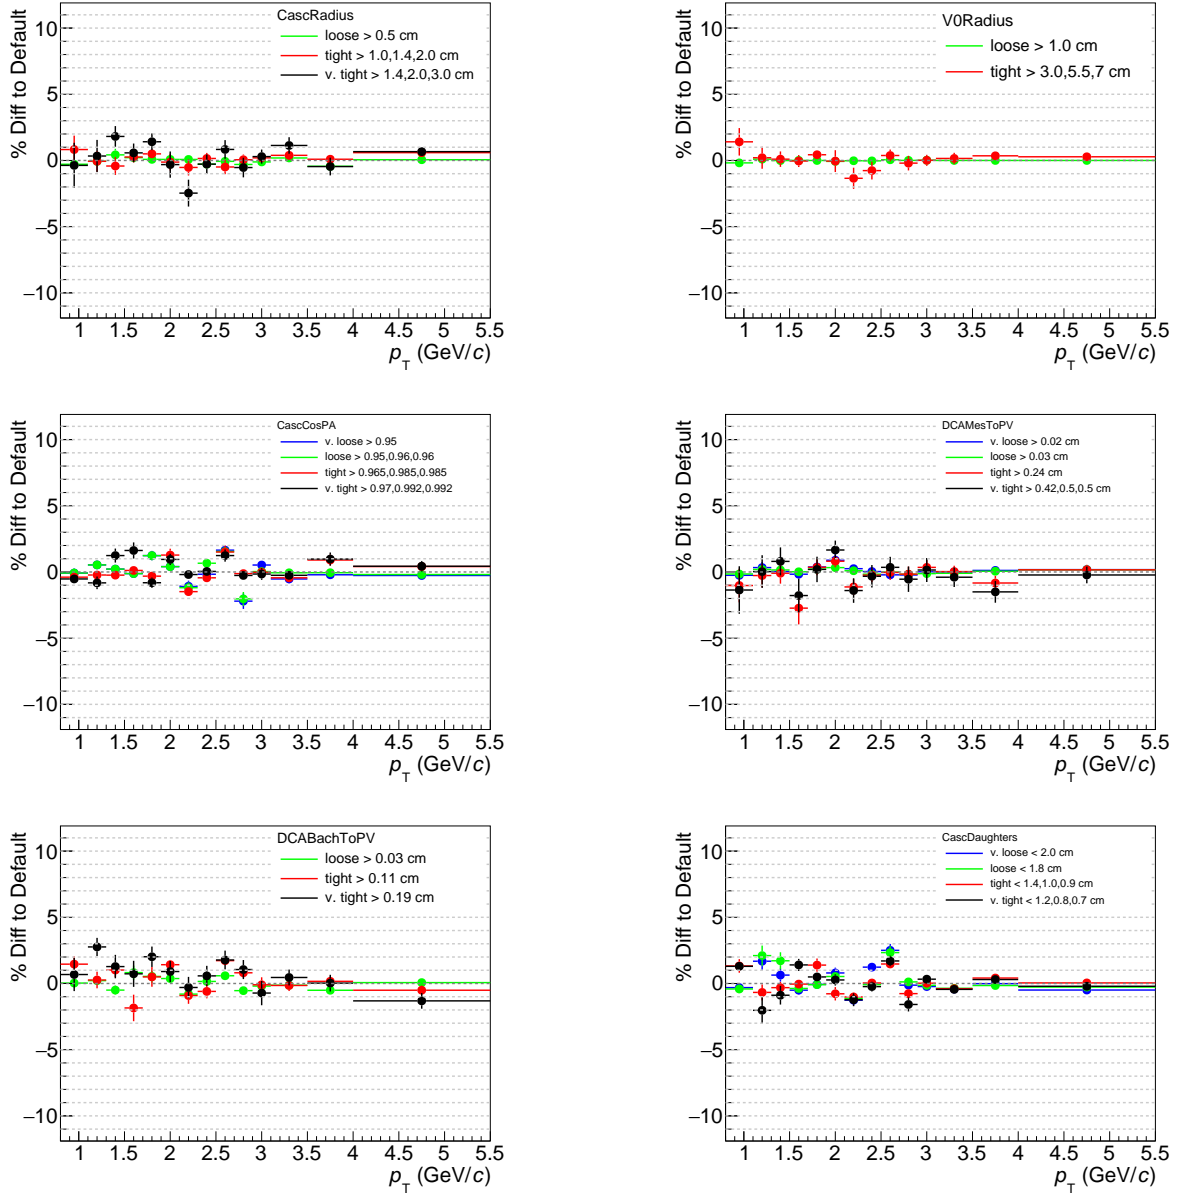 CascRadius
loose > 0.5 cm
tight > 1.0,1.4,2.0 cm
v. tight > 1.4,2.0,3.0 cm
% Diff to Default
10
5
0
−5
−10
1 1.5 2 2.5 3 3.5 4 4.5 5 5.5
p_T (GeV/c)
V0Radius
loose > 1.0 cm
tight > 3.0,5.5,7 cm
% Diff to Default
10
5
0
−5
−10
1 1.5 2 2.5 3 3.5 4 4.5 5 5.5
p_T (GeV/c)
CascCosPA
v. loose > 0.95
loose > 0.95,0.96,0.96
tight > 0.965,0.985,0.985
v. tight > 0.97,0.992,0.992
% Diff to Default
10
5
0
−5
−10
1 1.5 2 2.5 3 3.5 4 4.5 5 5.5
p_T (GeV/c)
DCAMesToPV
v. loose > 0.02 cm
loose > 0.03 cm
tight > 0.24 cm
v. tight > 0.42,0.5,0.5 cm
% Diff to Default
10
5
0
−5
−10
1 1.5 2 2.5 3 3.5 4 4.5 5 5.5
p_T (GeV/c)
DCABachToPV
loose > 0.03 cm
tight > 0.11 cm
v. tight > 0.19 cm
% Diff to Default
10
5
0
−5
−10
1 1.5 2 2.5 3 3.5 4 4.5 5 5.5
p_T (GeV/c)
CascDaughters
v. loose < 2.0 cm
loose < 1.8 cm
tight < 1.4,1.0,0.9 cm
v. tight < 1.2,0.8,0.7 cm
% Diff to Default
10
5
0
−5
−10
1 1.5 2 2.5 3 3.5 4 4.5 5 5.5
p_T (GeV/c)